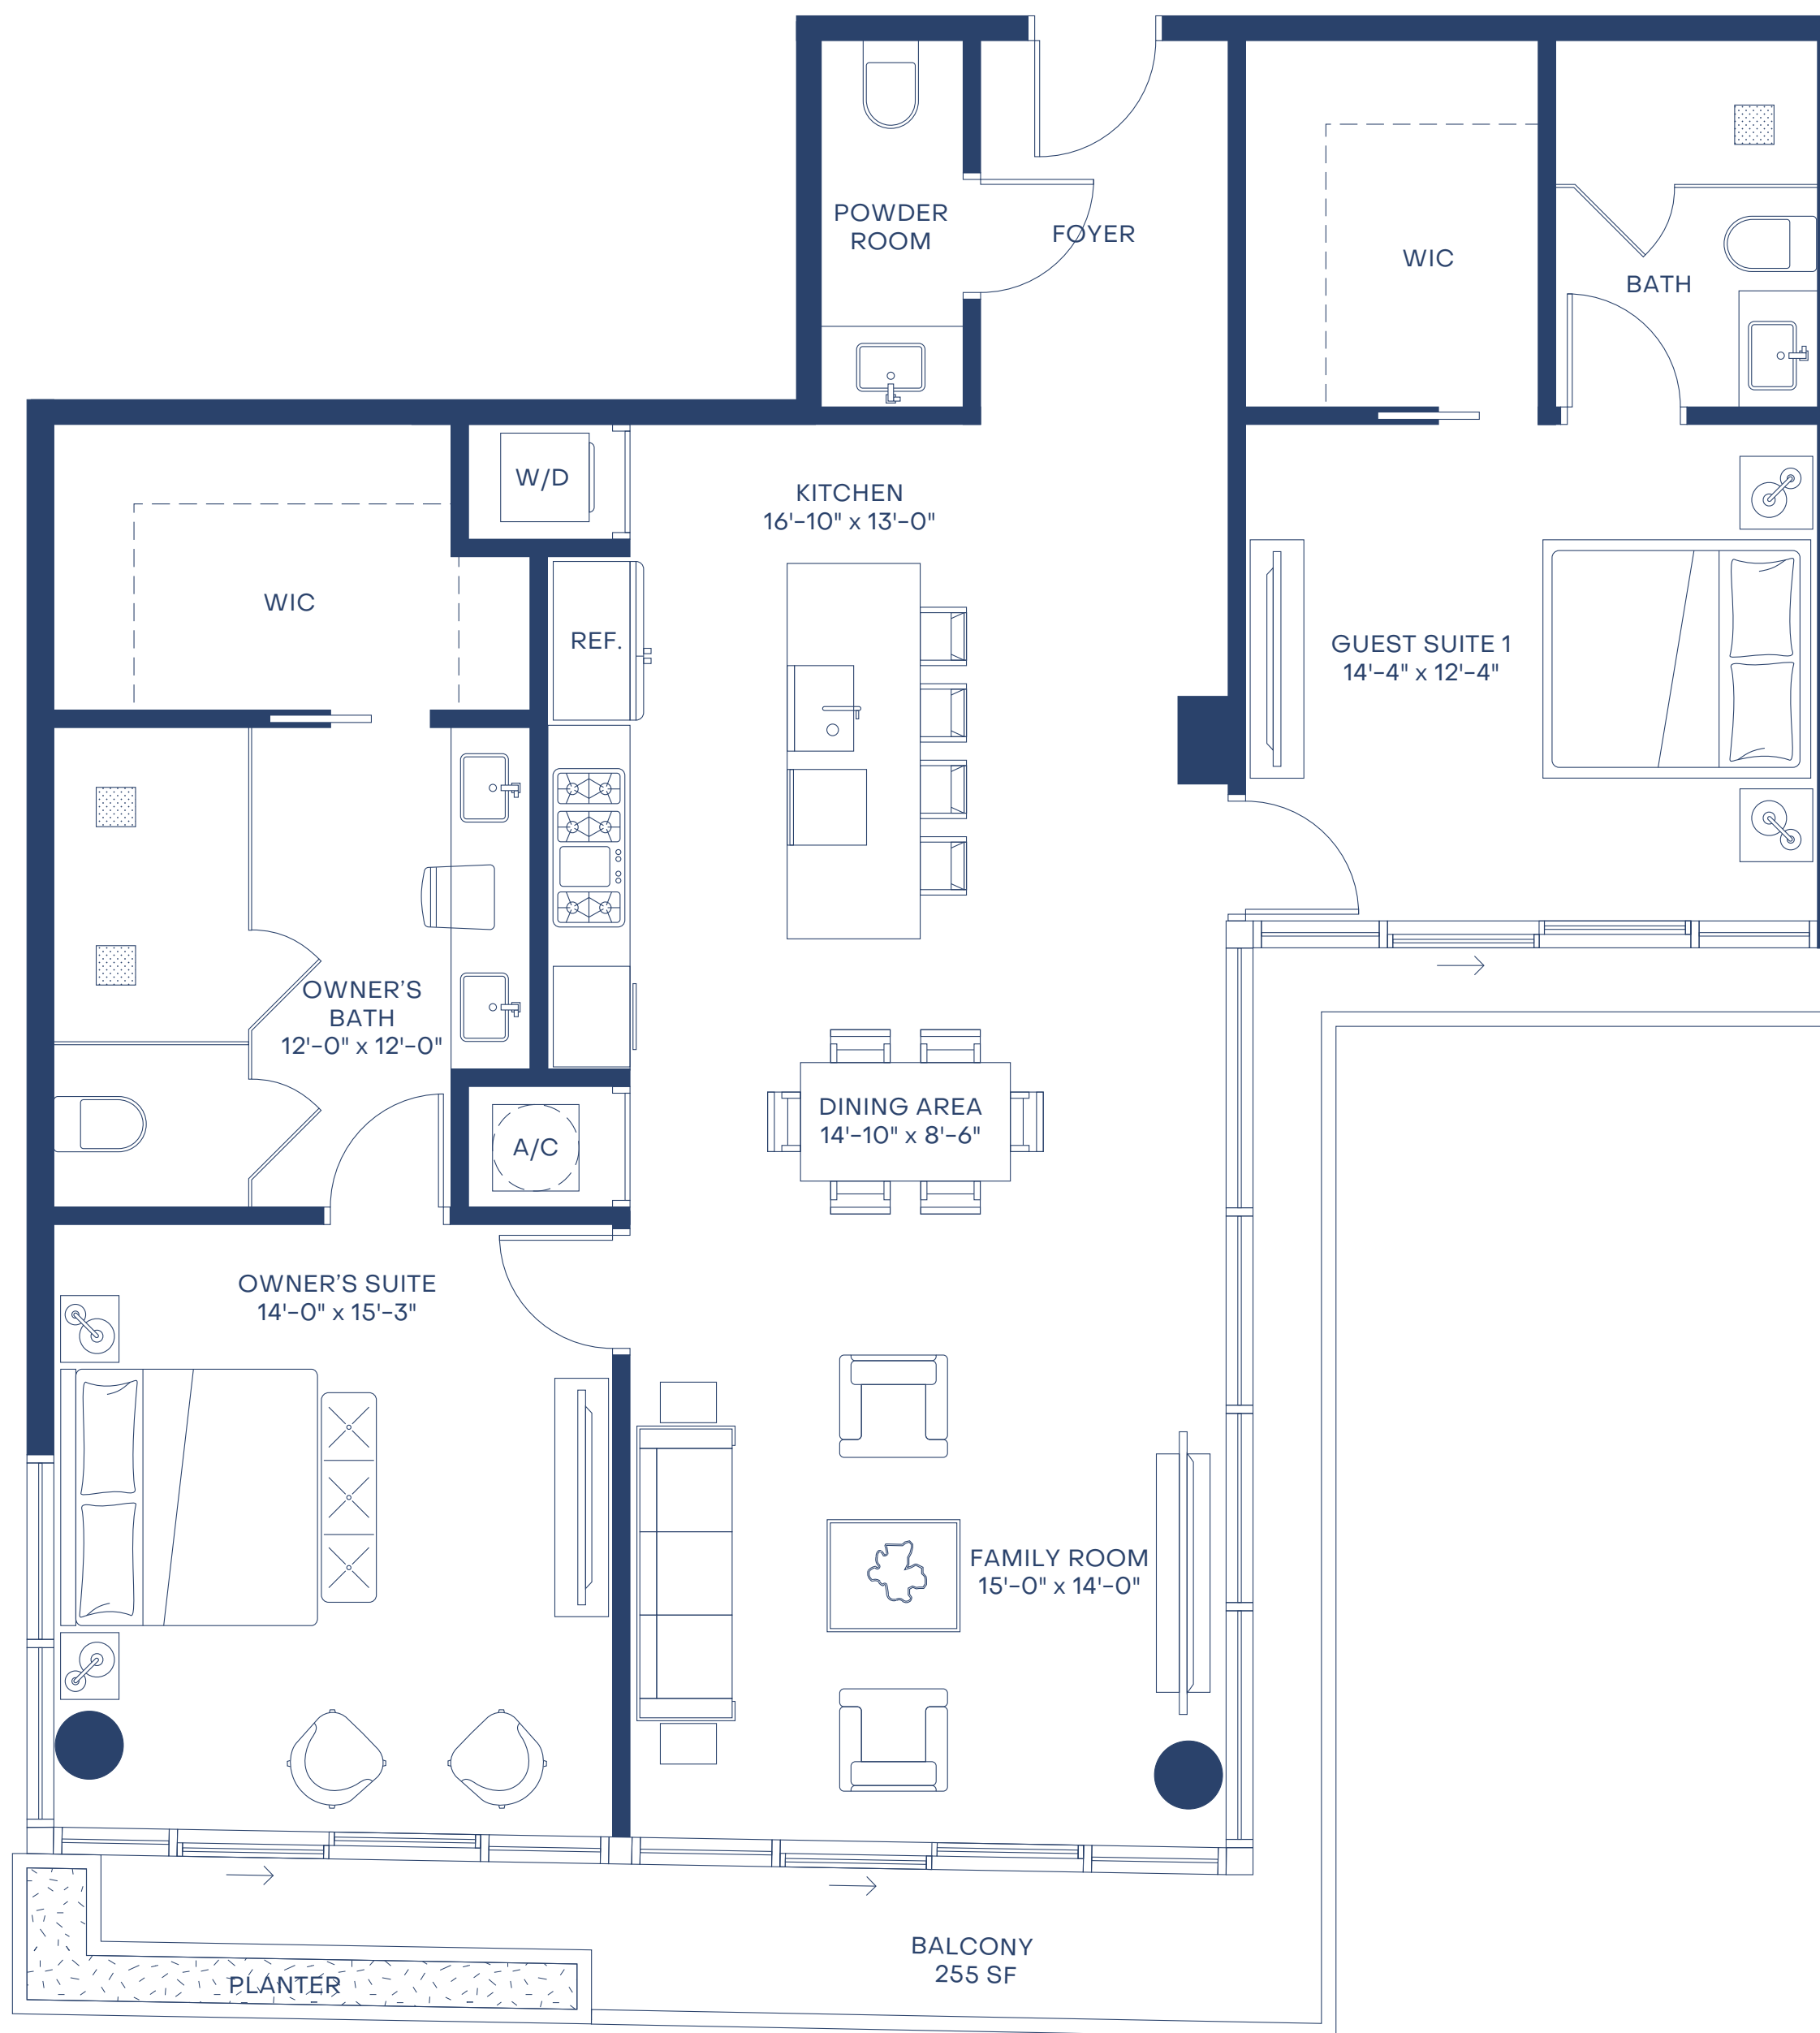 POWDER
ROOM
FOYER
WIC
BATH
W/D
KITCHEN
16'-10" x 13'-0"
WIC
REF.
GUEST SUITE 1
14'-4" x 12'-4"
OWNER'S
BATH
12'-0" x 12'-0"
DINING AREA
14'-10" x 8'-6"
A/C
OWNER'S SUITE
14'-0" x 15'-3"
FAMILY ROOM
15'-0" x 14'-0"
BALCONY
255 SF
PLANTER